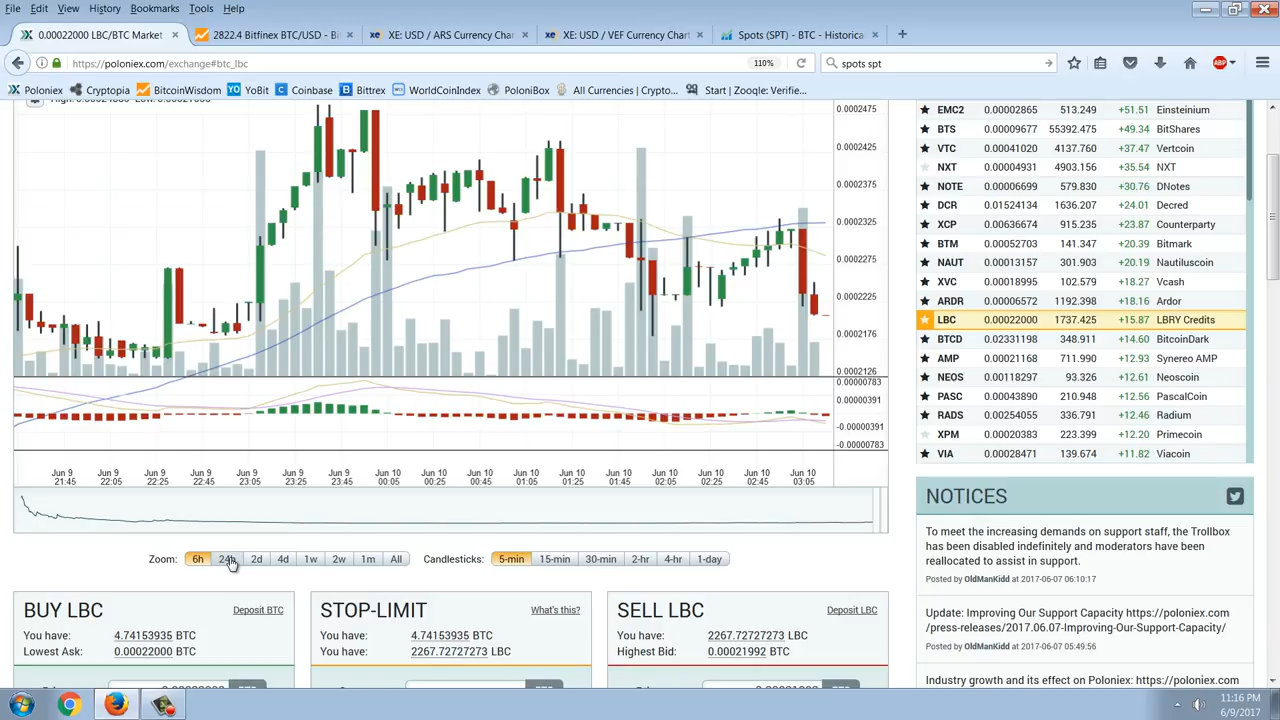 File Edit View History Bookmarks Tools Help
0.00022000 LBC/BTC Market × 2822.4 Bitfinex BTC/USD - Bi × XE: USD / ARS Currency Char × XE: USD / VEF Currency Chart × Spots (SPT) - BTC - Historica × +
https://poloniex.com/exchange#btc_lbc 110% spots spt ABP
Poloniex Cryptopia BitcoinWisdom YoBit Coinbase Bittrex WorldCoinIndex PoloniBox All Currencies | Crypto... Start | Zooqle: Verifie...
0.0002475
0.0002425
0.0002375
0.0002325
0.0002275
0.0002225
0.0002176
0.0002126
0.00000783
0.00000391
-0.00000391
-0.00000783
Jun 9 Jun 9 Jun 9 Jun 9 Jun 9 Jun 9 Jun 9 Jun 10 Jun 10 Jun 10 Jun 10 Jun 10 Jun 10 Jun 10 Jun 10 Jun 10 Jun 10
21:45 22:05 22:25 22:45 23:05 23:25 23:45 00:05 00:25 00:45 01:05 01:25 01:45 02:05 02:25 02:45 03:05
Zoom: 6h 24h 2d 4d 1w 2w 1m All Candlesticks: 5-min 15-min 30-min 2-hr 4-hr 1-day
BUY LBC Deposit BTC
You have: 4.74153935 BTC
Lowest Ask: 0.00022000 BTC
STOP-LIMIT What's this?
You have: 4.74153935 BTC
You have: 2267.72727273 LBC
SELL LBC Deposit LBC
You have: 2267.72727273 LBC
Highest Bid: 0.00021992 BTC
EMC2 0.00002865 513.249 +51.51 Einsteinium
BTS 0.00009677 55392.475 +49.34 BitShares
VTC 0.00041020 4137.760 +37.47 Vertcoin
NXT 0.00004931 4903.156 +35.54 NXT
NOTE 0.00006699 579.830 +30.76 DNotes
DCR 0.01524134 1636.207 +24.01 Decred
XCP 0.00636674 915.235 +23.87 Counterparty
BTM 0.00052703 141.347 +20.39 Bitmark
NAUT 0.00013157 301.903 +20.19 Nautiluscoin
XVC 0.00018995 102.579 +18.27 Vcash
ARDR 0.00006572 1192.398 +18.16 Ardor
LBC 0.00022000 1737.425 +15.87 LBRY Credits
BTCD 0.02331198 348.911 +14.60 BitcoinDark
AMP 0.00021168 711.990 +12.93 Synereo AMP
NEOS 0.00118297 93.326 +12.61 Neoscoin
PASC 0.00043890 210.948 +12.56 PascalCoin
RADS 0.00254055 336.791 +12.46 Radium
XPM 0.00020383 223.399 +12.20 Primecoin
VIA 0.00028471 139.674 +11.82 Viacoin
NOTICES
To meet the increasing demands on support staff, the Trollbox
has been disabled indefinitely and moderators have been
reallocated to assist in support.
Posted by OldManKidd at 2017-06-07 06:10:17
Update: Improving Our Support Capacity https://poloniex.com
/press-releases/2017.06.07-Improving-Our-Support-Capacity/
Posted by OldManKidd at 2017-06-07 05:49:56
Industry growth and its effect on Poloniex: https://poloniex.com
11:16 PM
6/9/2017